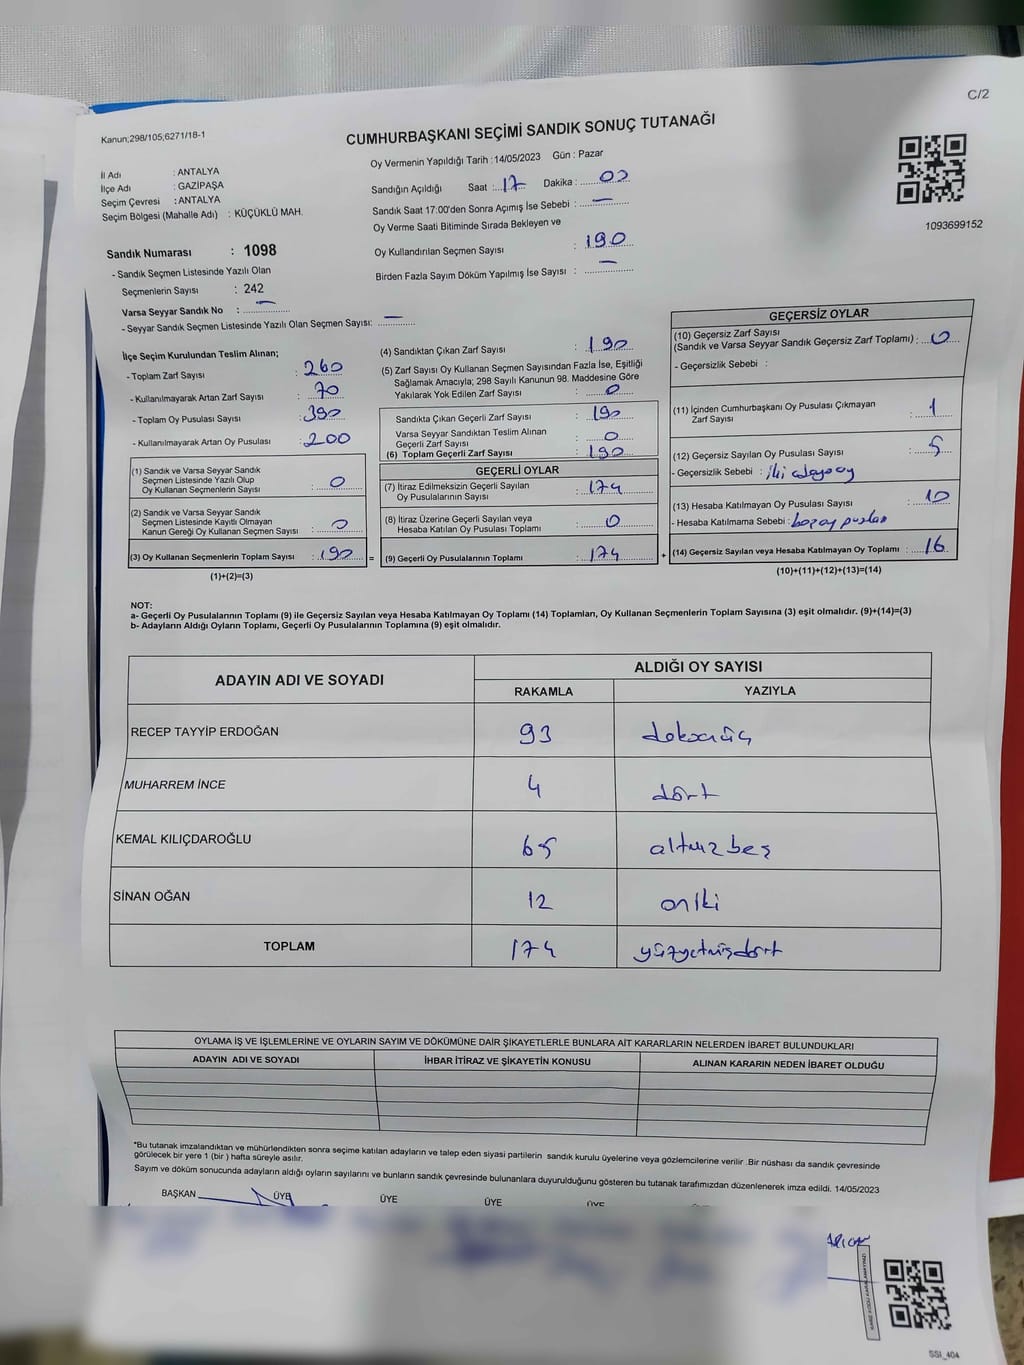 C/2
Kanun;298/105,6271/18-1
CUMHURBAŞKANI SEÇİMİ SANDIK SONUÇ TUTANAĞI
Oy Vermenin Yapıldığı Tarih :14/05/2023 Gün : Pazar
İl Adı : ANTALYA
İlçe Adı : GAZİPAŞA
Seçim Çevresi : ANTALYA
Seçim Bölgesi (Mahalle Adı) : KÜÇÜKLÜ MAH.
Sandığın Açıldığı Saat :17 Dakika : 00
Sandık Saat 17:00'den Sonra Açımış İse Sebebi : —
Oy Verme Saati Bitiminde Sırada Bekleyen ve
Oy Kullandırılan Seçmen Sayısı : 190
Birden Fazla Sayım Döküm Yapılmış İse Sayısı : —
1093699152
Sandık Numarası : 1098
- Sandık Seçmen Listesinde Yazılı Olan
Seçmenlerin Sayısı : 242
Varsa Seyyar Sandık No : —
- Seyyar Sandık Seçmen Listesinde Yazılı Olan Seçmen Sayısı: —
İlçe Seçim Kurulundan Teslim Alınan;
- Toplam Zarf Sayısı : 260
- Kullanılmayarak Artan Zarf Sayısı : 70
- Toplam Oy Pusulası Sayısı : 390
- Kullanılmayarak Artan Oy Pusulası : 200
(1) Sandık ve Varsa Seyyar Sandık
Seçmen Listesinde Yazılı Olup
Oy Kullanan Seçmenlerin Sayısı : 0
(2) Sandık ve Varsa Seyyar Sandık
Seçmen Listesinde Kayıtlı Olmayan
Kanun Gereği Oy Kullanan Seçmen Sayısı : 0
(3) Oy Kullanan Seçmenlerin Toplam Sayısı : 190 =
(1)+(2)=(3)
(4) Sandıktan Çıkan Zarf Sayısı : 190
(5) Zarf Sayısı Oy Kullanan Seçmen Sayısından Fazla İse, Eşitliği
Sağlamak Amacıyla; 298 Sayılı Kanunun 98. Maddesine Göre
Yakılarak Yok Edilen Zarf Sayısı : 0
Sandıkta Çıkan Geçerli Zarf Sayısı : 190
Varsa Seyyar Sandıktan Teslim Alınan
Geçerli Zarf Sayısı : 0
(6) Toplam Geçerli Zarf Sayısı : 190
GEÇERLİ OYLAR
(7) İtiraz Edilmeksizin Geçerli Sayılan
Oy Pusulalarının Sayısı : 174
(8) İtiraz Üzerine Geçerli Sayılan veya
Hesaba Katılan Oy Pusulası Toplamı : 0
(9) Geçerli Oy Pusulalarının Toplamı : 174 +
GEÇERSİZ OYLAR
(10) Geçersiz Zarf Sayısı
(Sandık ve Varsa Seyyar Sandık Geçersiz Zarf Toplamı) : 0
- Geçersizlik Sebebi :
(11) İçinden Cumhurbaşkanı Oy Pusulası Çıkmayan
Zarf Sayısı : 1
(12) Geçersiz Sayılan Oy Pusulası Sayısı : 5
- Geçersizlik Sebebi : iki adaya oy
(13) Hesaba Katılmayan Oy Pusulası Sayısı : 10
- Hesaba Katılmama Sebebi :
(14) Geçersiz Sayılan veya Hesaba Katılmayan Oy Toplamı : 16
(10)+(11)+(12)+(13)=(14)
NOT:
a- Geçerli Oy Pusulalarının Toplamı (9) ile Geçersiz Sayılan veya Hesaba Katılmayan Oy Toplamı (14) Toplamları, Oy Kullanan Seçmenlerin Toplam Sayısına (3) eşit olmalıdır. (9)+(14)=(3)
b- Adayların Aldığı Oyların Toplamı, Geçerli Oy Pusulalarının Toplamına (9) eşit olmalıdır.
ADAYIN ADI VE SOYADI ALDIĞI OY SAYISI
RAKAMLA YAZIYLA
RECEP TAYYİP ERDOĞAN 93 doksanüç
MUHARREM İNCE 4 dört
KEMAL KILIÇDAROĞLU 65 altmızbeş
SİNAN OĞAN 12 oniki
TOPLAM 174 yüzyetmişdört
OYLAMA İŞ VE İŞLEMLERİNE VE OYLARIN SAYIM VE DÖKÜMÜNE DAİR ŞİKAYETLERLE BUNLARA AİT KARARLARIN NELERDEN İBARET BULUNDUKLARI
ADAYIN ADI VE SOYADI İHBAR İTİRAZ VE ŞİKAYETİN KONUSU ALINAN KARARIN NEDEN İBARET OLDUĞU
*Bu tutanak imzalandıktan ve mühürlendikten sonra seçime katılan adayların ve talep eden siyasi partilerin sandık kurulu üyelerine veya gözlemcilerine verilir .Bir nüshası da sandık çevresinde
görülecek bir yere 1 (bir ) hafta süreyle asılır.
Sayım ve döküm sonucunda adayların aldığı oyların sayılarını ve bunların sandık çevresinde bulunanlara duyurulduğunu gösteren bu tutanak tarafımızdan düzenlenerek imza edildi. 14/05/2023
BAŞKAN ÜYE ÜYE ÜYE ÜYE
SSI_404